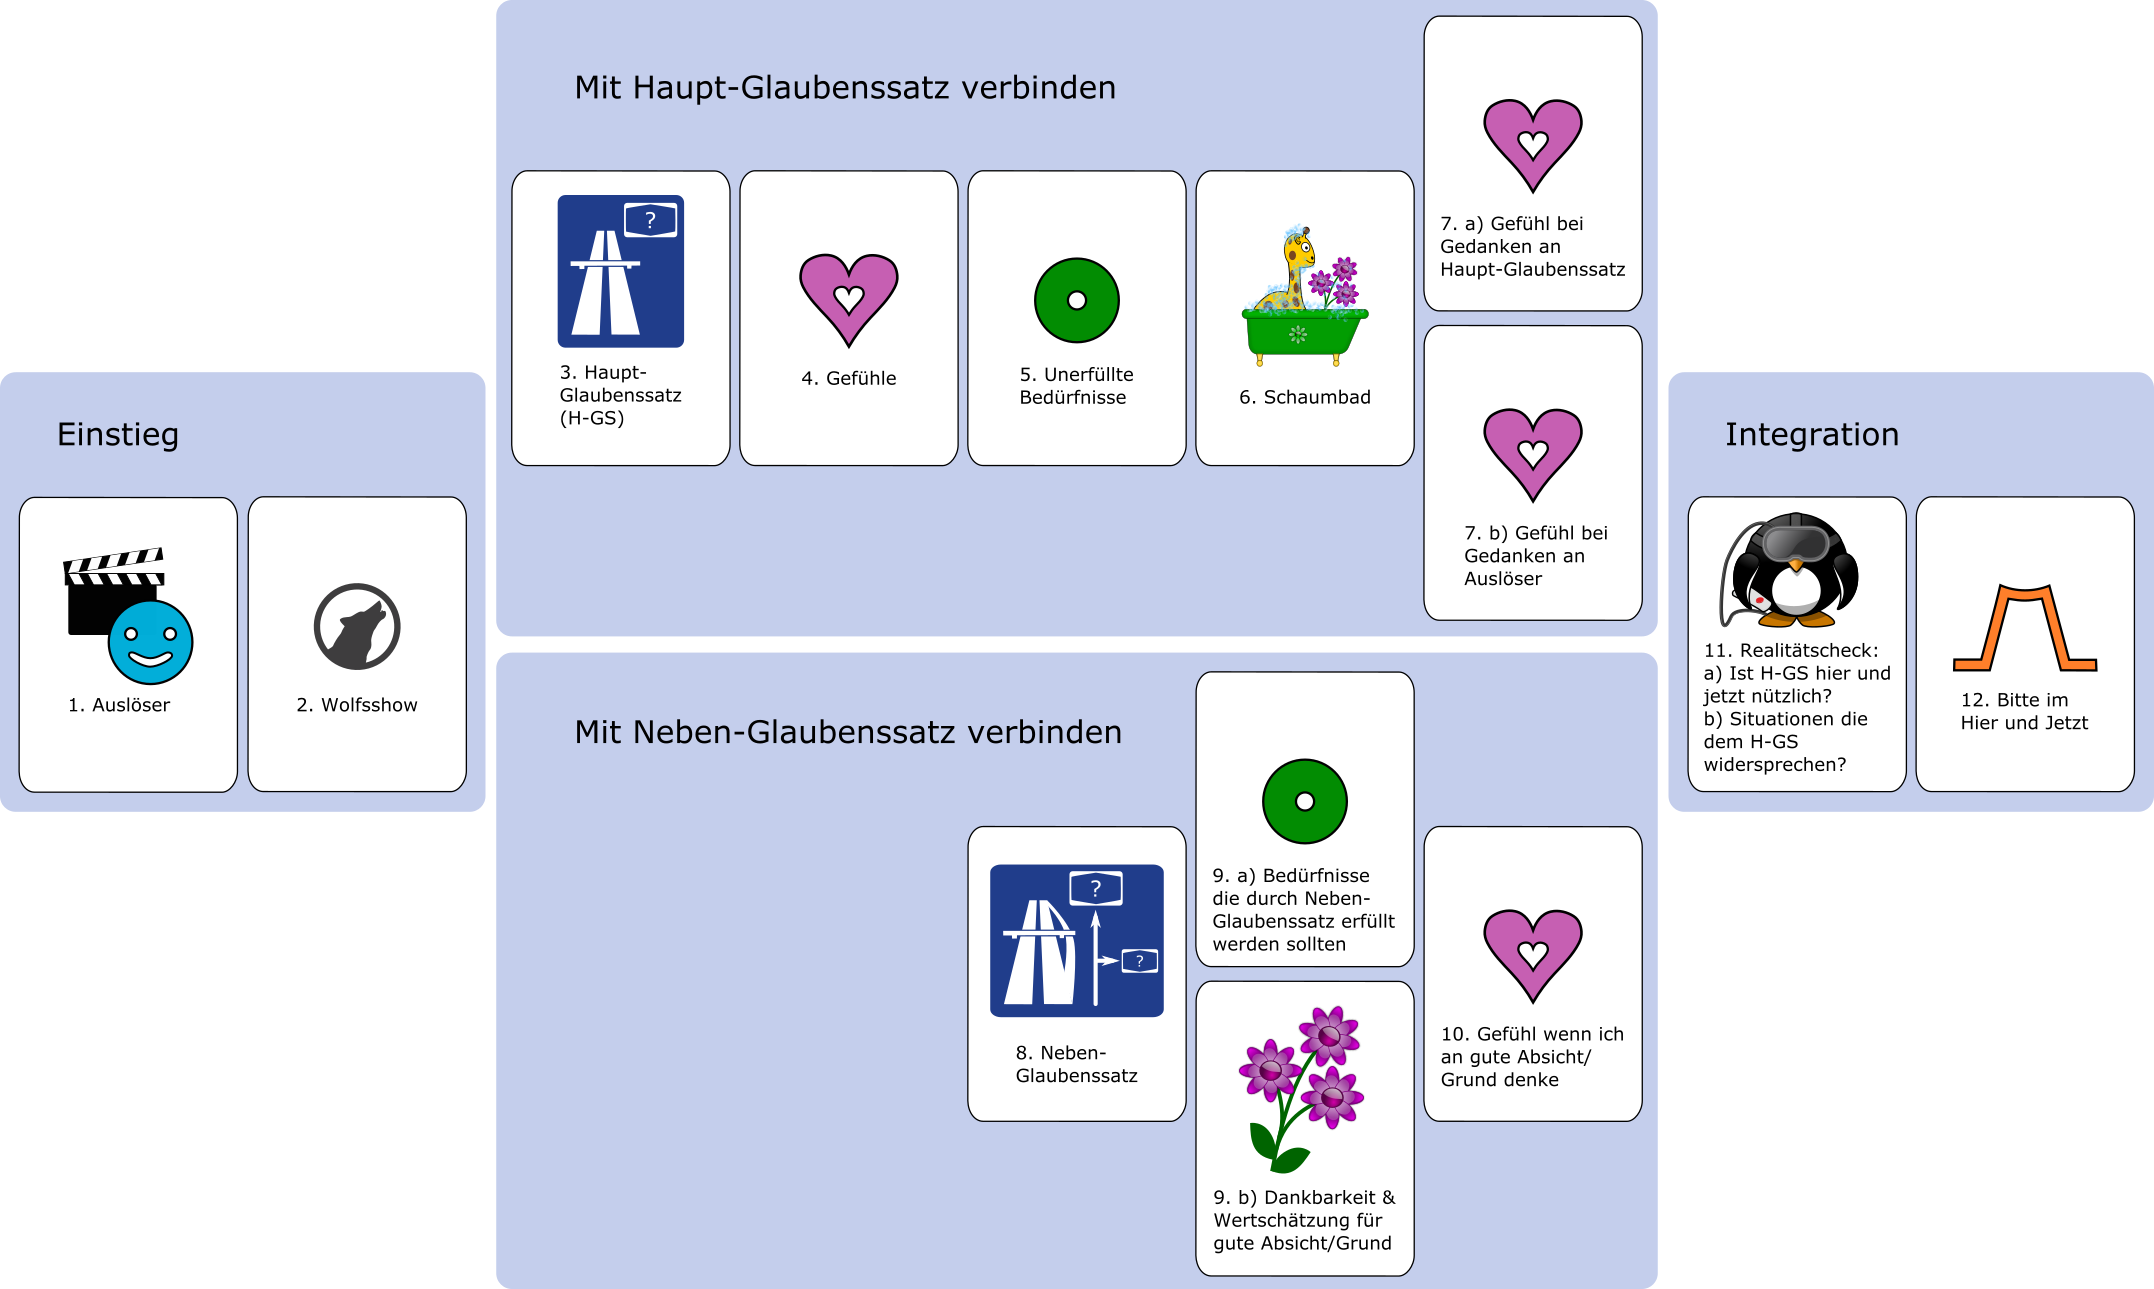 Einstieg
1. Auslöser
2. Wolfsshow
Mit Haupt-Glaubenssatz verbinden
?
3. Haupt-
Glaubenssatz
(H-GS)
4. Gefühle
5. Unerfüllte
Bedürfnisse
6. Schaumbad
7. a) Gefühl bei
Gedanken an
Haupt-Glaubenssatz
7. b) Gefühl bei
Gedanken an
Auslöser
Mit Neben-Glaubenssatz verbinden
?
?
8. Neben-
Glaubenssatz
9. a) Bedürfnisse
die durch Neben-
Glaubenssatz erfüllt
werden sollten
9. b) Dankbarkeit &
Wertschätzung für
gute Absicht/Grund
10. Gefühl wenn ich
an gute Absicht/
Grund denke
Integration
11. Realitätscheck:
a) Ist H-GS hier und
jetzt nützlich?
b) Situationen die
dem H-GS
widersprechen?
12. Bitte im
Hier und Jetzt